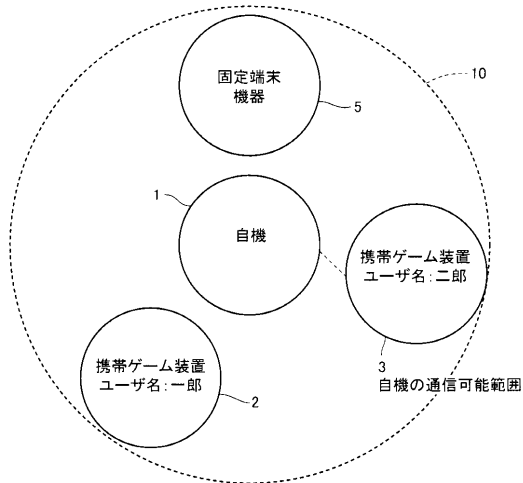 固定端末
機器
10
5
1
自機
携帯ゲーム装置
ユーザ名:二郎
3
自機の通信可能範囲
携帯ゲーム装置
ユーザ名:一郎
2